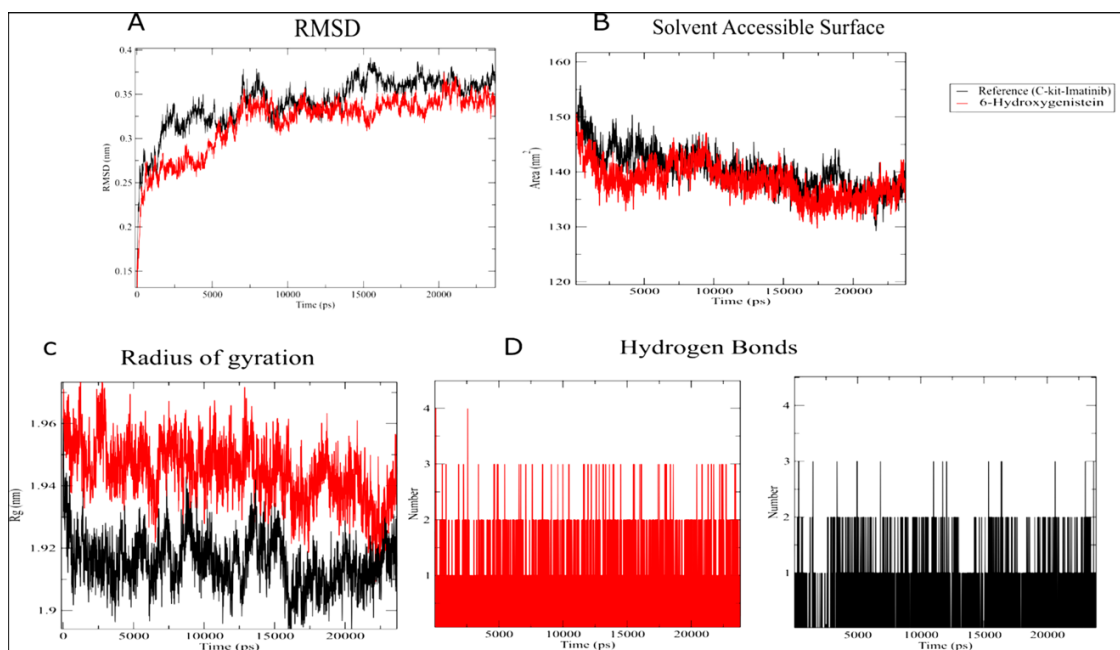 A
RMSD
0.4
0.35
0.3
0.25
0.2
0.15
RMSD (nm)
0
5000
10000
15000
20000
Time (ps)
B
Solvent Accessible Surface
160
150
140
130
120
Area (nm²)
5000
10000
15000
20000
Time (ps)
Reference (C-kit-Imatinib)
6-Hydroxygenistein
c
Radius of gyration
1.96
1.94
1.92
1.9
Rg (nm)
0
5000
10000
15000
20000
Time (ps)
D
Hydrogen Bonds
4
3
2
1
Number
5000
10000
15000
20000
Time (ps)
4
3
2
1
Number
5000
10000
15000
20000
Time (ps)